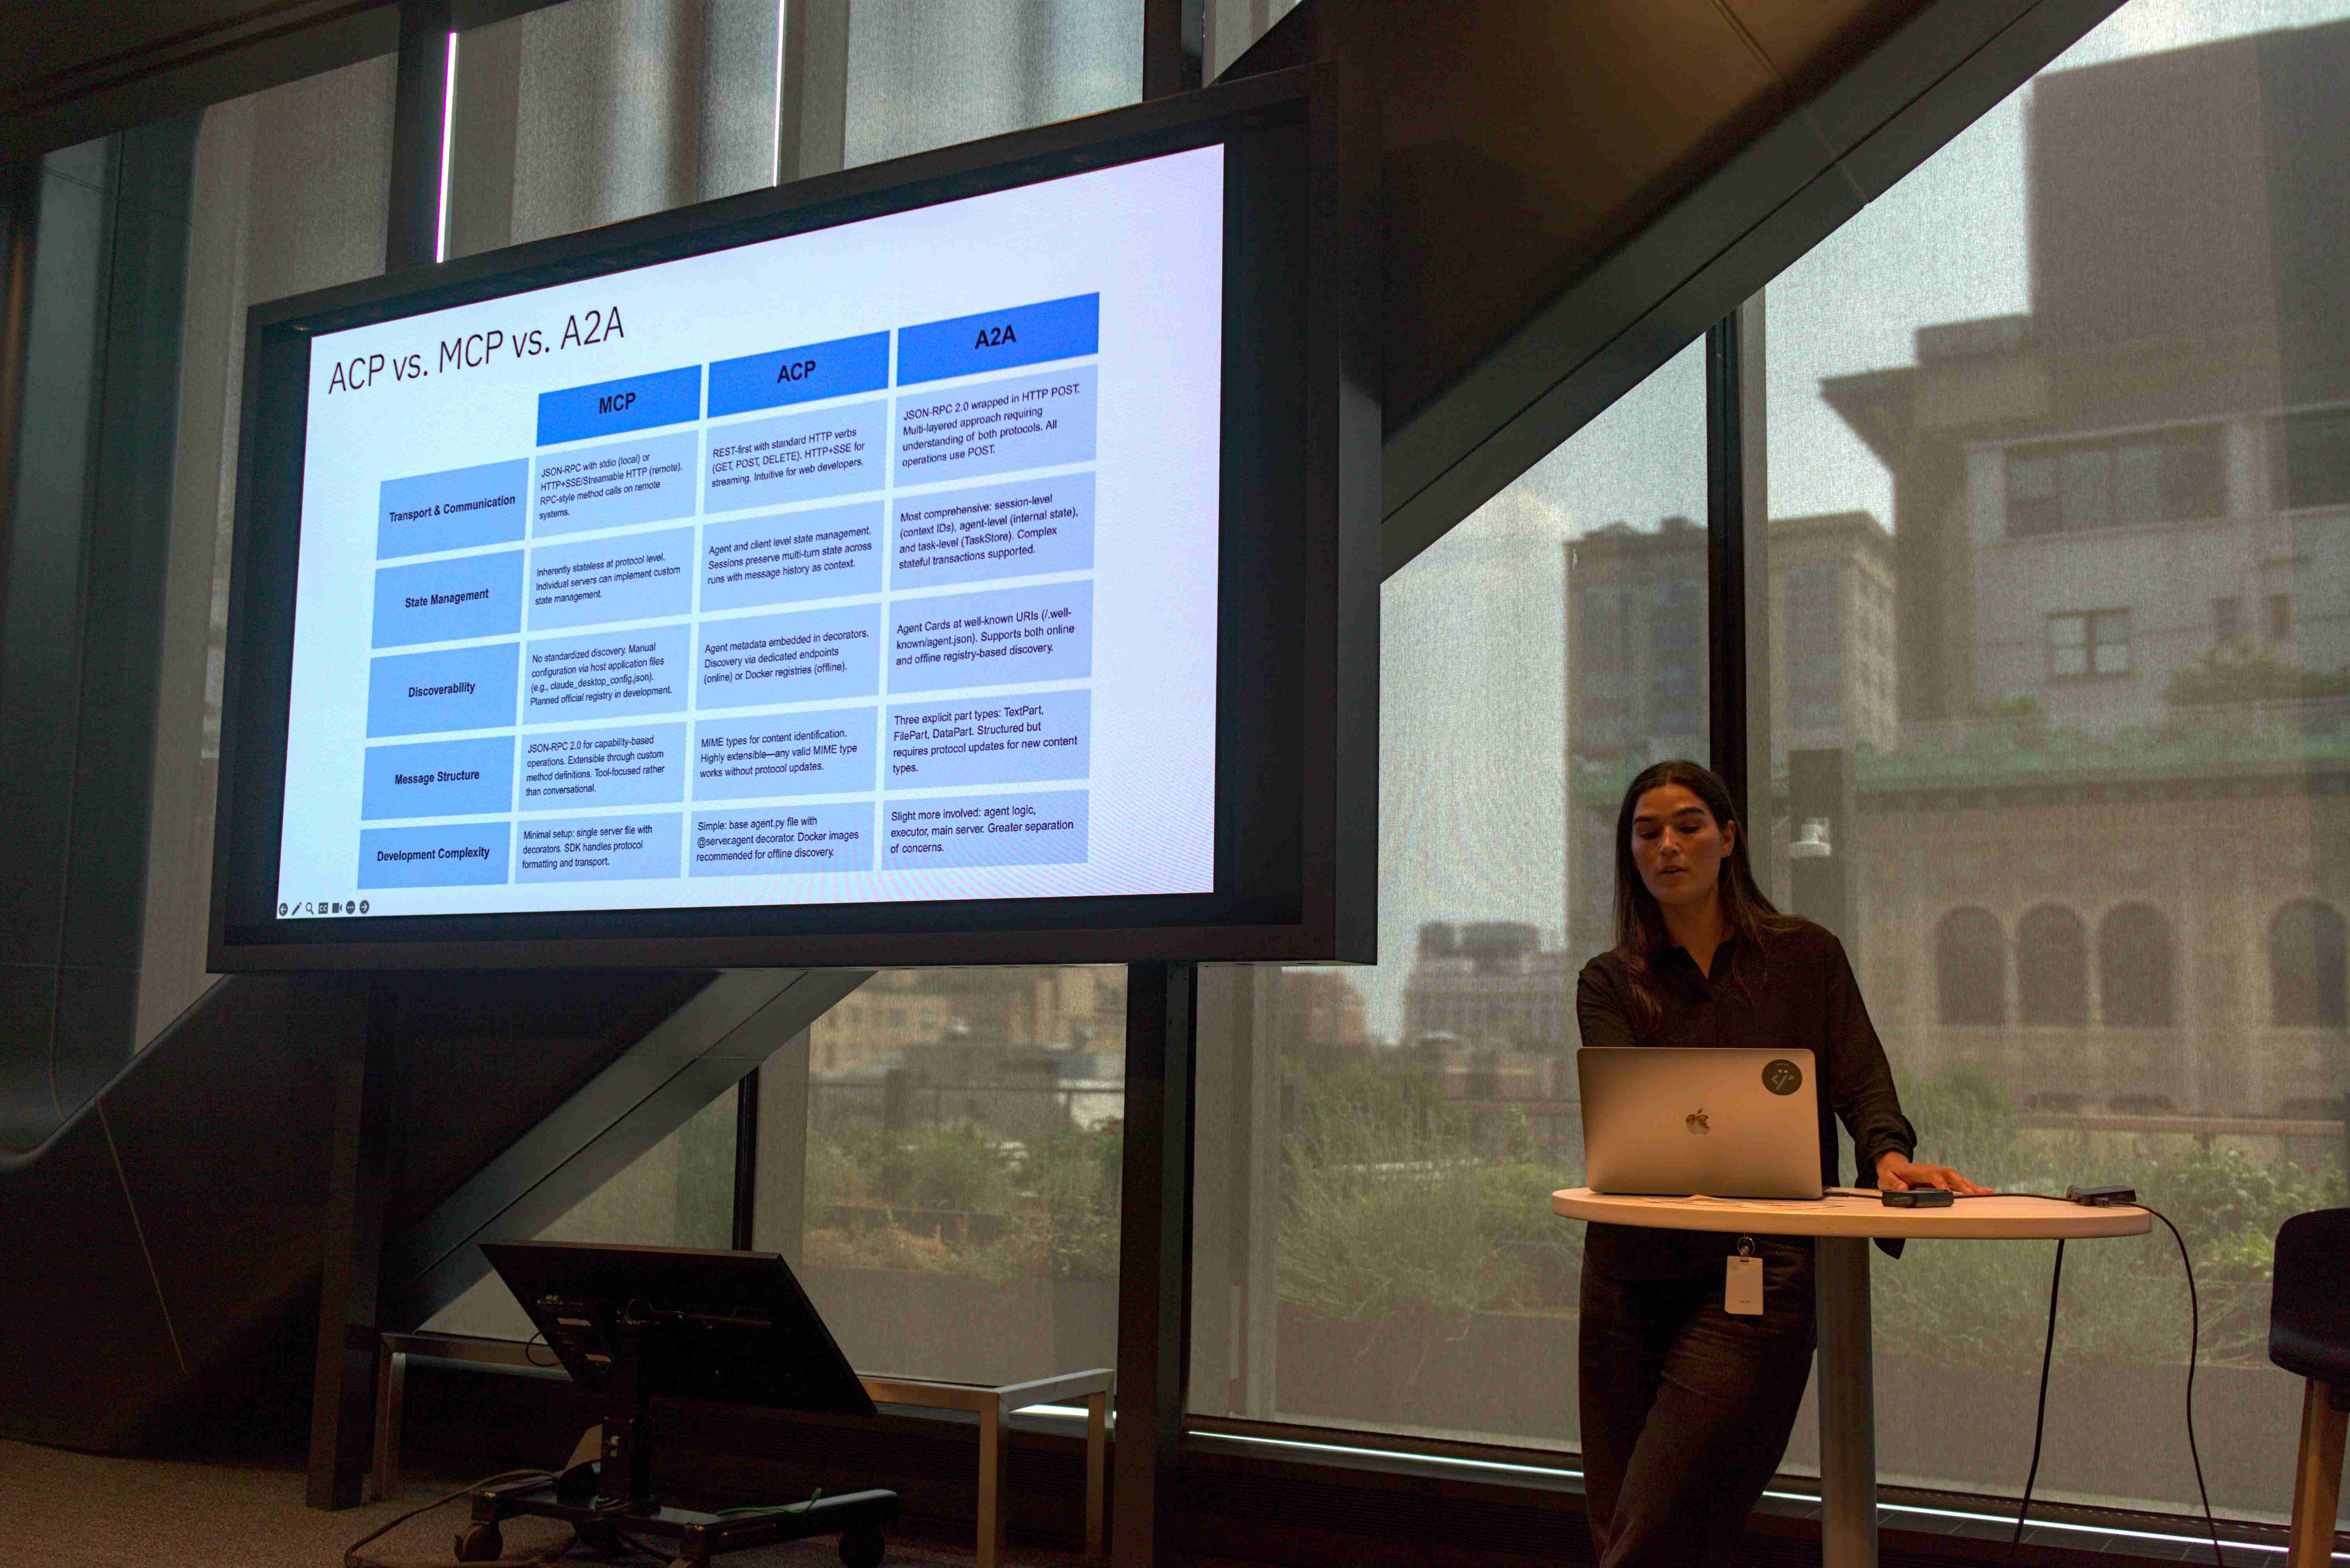 ACP vs. MCP vs. A2A
MCP
ACP
A2A
Transport & Communication
JSON-RPC with stdio (local) or
HTTP+SSE/Streamable HTTP (remote).
RPC-style method calls on remote
systems.
REST-first with standard HTTP verbs
(GET, POST, DELETE). HTTP+SSE for
streaming. Intuitive for web developers.
JSON-RPC 2.0 wrapped in HTTP POST.
Multi-layered approach requiring
understanding of both protocols. All
operations use POST.
State Management
Inherently stateless at protocol level.
Individual servers can implement custom
state management.
Agent and client level state management.
Sessions preserve multi-turn state across
runs with message history as context.
Most comprehensive: session-level
(context IDs), agent-level (internal state),
and task-level (TaskStore). Complex
stateful transactions supported.
Discoverability
No standardized discovery. Manual
configuration via host application files
(e.g., claude_desktop_config.json).
Planned official registry in development.
Agent metadata embedded in decorators.
Discovery via dedicated endpoints
(online) or Docker registries (offline).
Agent Cards at well-known URIs (/.well-
known/agent.json). Supports both online
and offline registry-based discovery.
Message Structure
JSON-RPC 2.0 for capability-based
operations. Extensible through custom
method definitions. Tool-focused rather
than conversational.
MIME types for content identification.
Highly extensible—any valid MIME type
works without protocol updates.
Three explicit part types: TextPart,
FilePart, DataPart. Structured but
requires protocol updates for new content
types.
Development Complexity
Minimal setup: single server file with
decorators. SDK handles protocol
formatting and transport.
Simple: base agent.py file with
@server.agent decorator. Docker images
recommended for offline discovery.
Slight more involved: agent logic,
executor, main server. Greater separation
of concerns.